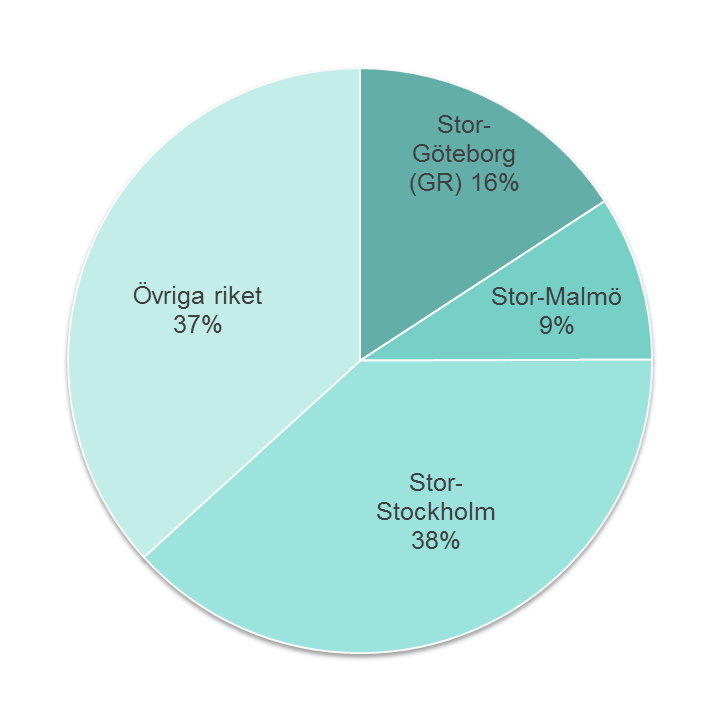 Stor-
Göteborg
(GR) 16%
Övriga riket
37%
Stor-Malmö
9%
Stor-
Stockholm
38%